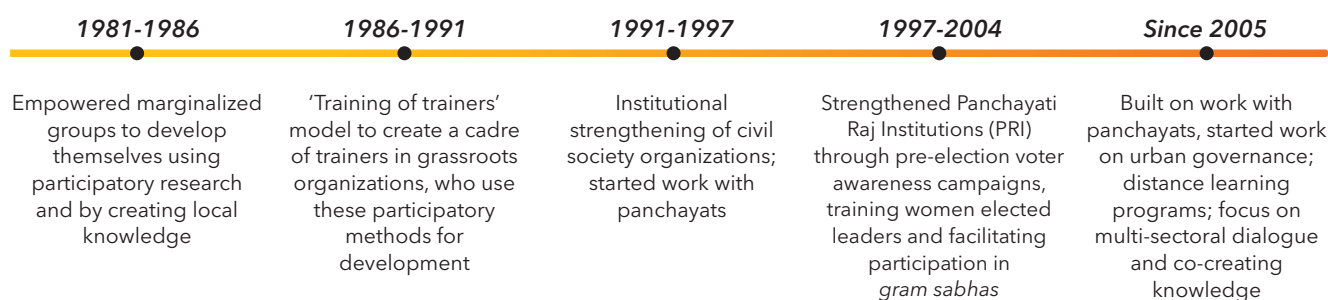 1981-1986
Empowered marginalized
groups to develop
themselves using
participatory research
and by creating local
knowledge
1986-1991
‘Training of trainers’
model to create a cadre
of trainers in grassroots
organizations, who use
these participatory
methods for
development
1991-1997
Institutional
strengthening of civil
society organizations;
started work with
panchayats
1997-2004
Strengthened Panchayati
Raj Institutions (PRI)
through pre-election voter
awareness campaigns,
training women elected
leaders and facilitating
participation in
gram sabhas
Since 2005
Built on work with
panchayats, started work
on urban governance;
distance learning
programs; focus on
multi-sectoral dialogue
and co-creating
knowledge